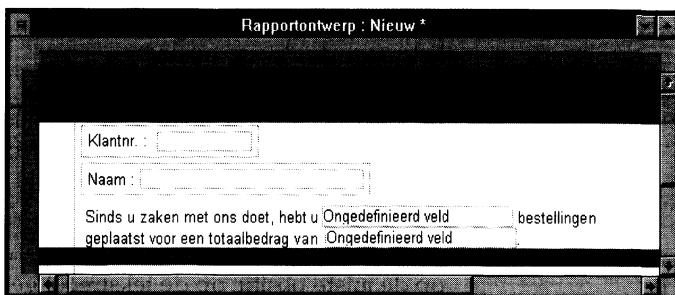 Rapportontwerp : Nieuw *
Klantnr. :
Naam :
Sinds u zaken met ons doet, hebt u Ongedefinieerd veld bestellingen
geplaatst voor een totaalbedrag van Ongedefinieerd veld .